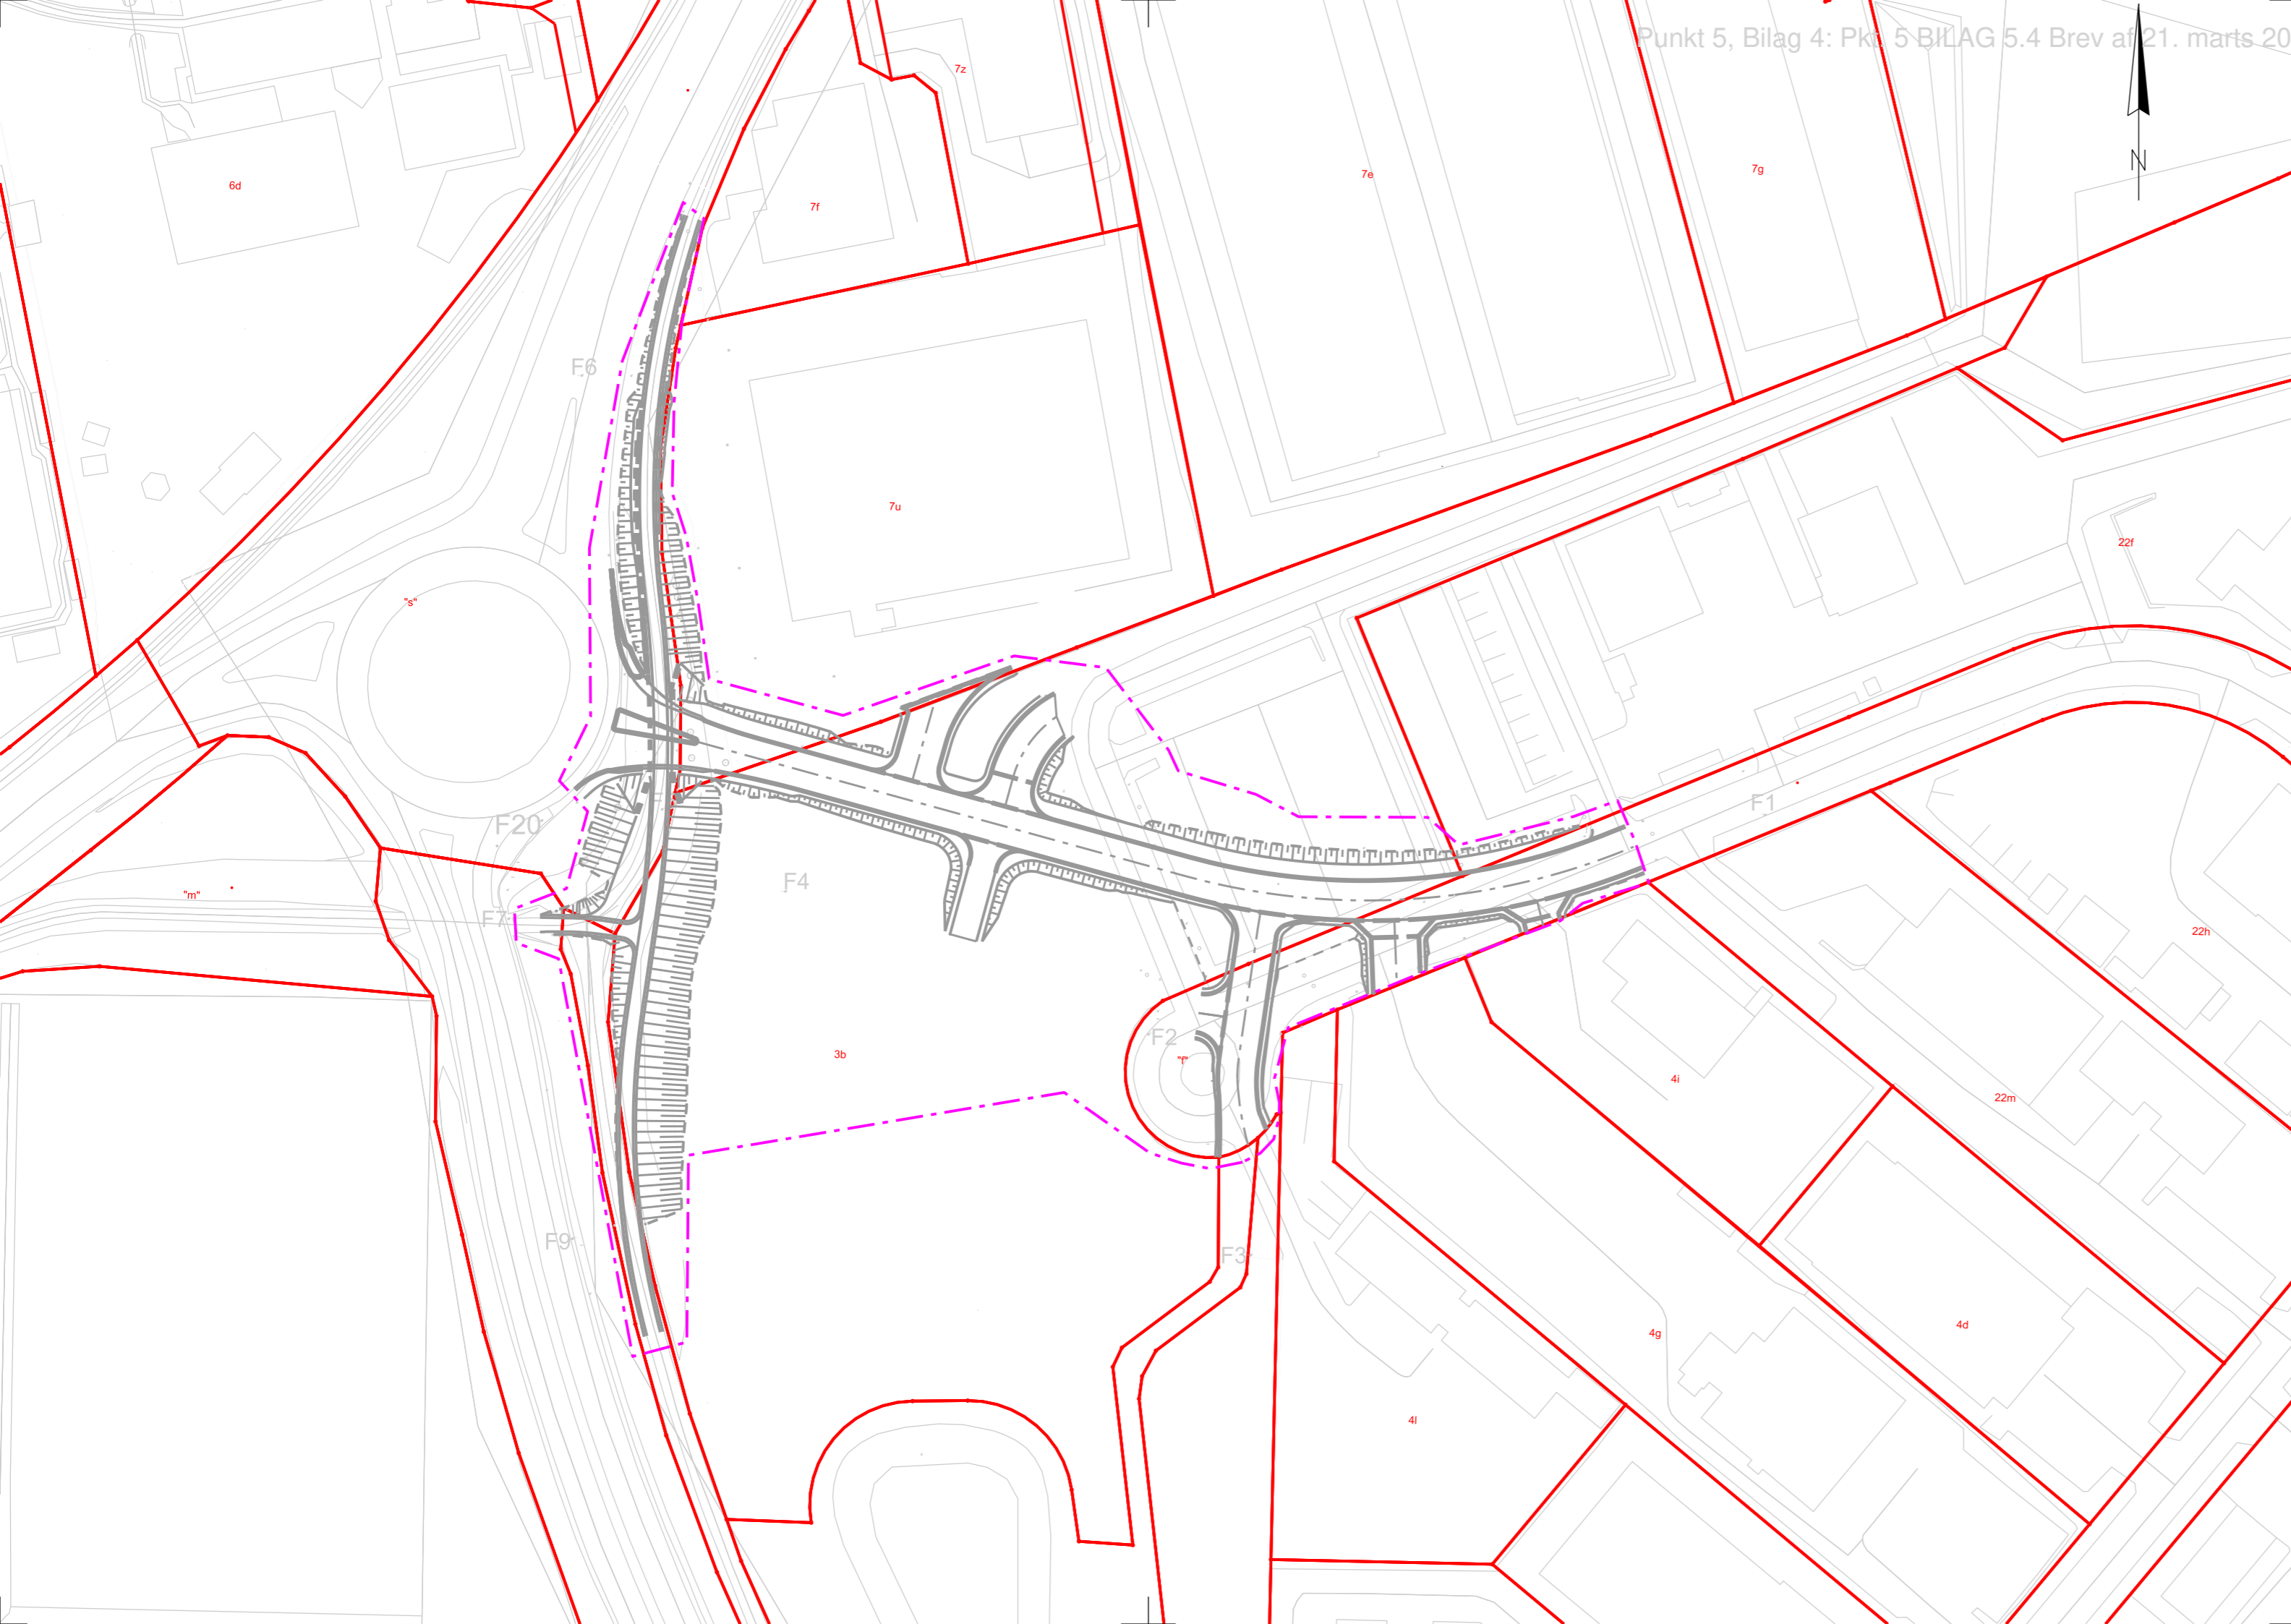 Punkt 5, Bilag 4: Pkt. 5 BILAG 5.4 Brev af 21. marts 20
7z
N
7e
7g
6d
7f
F6
7u
22f
"s"
F1
F20
F4
"m"
F7
22h
F2
3b
"f"
4i
22m
F9
F3
4g
4d
4l